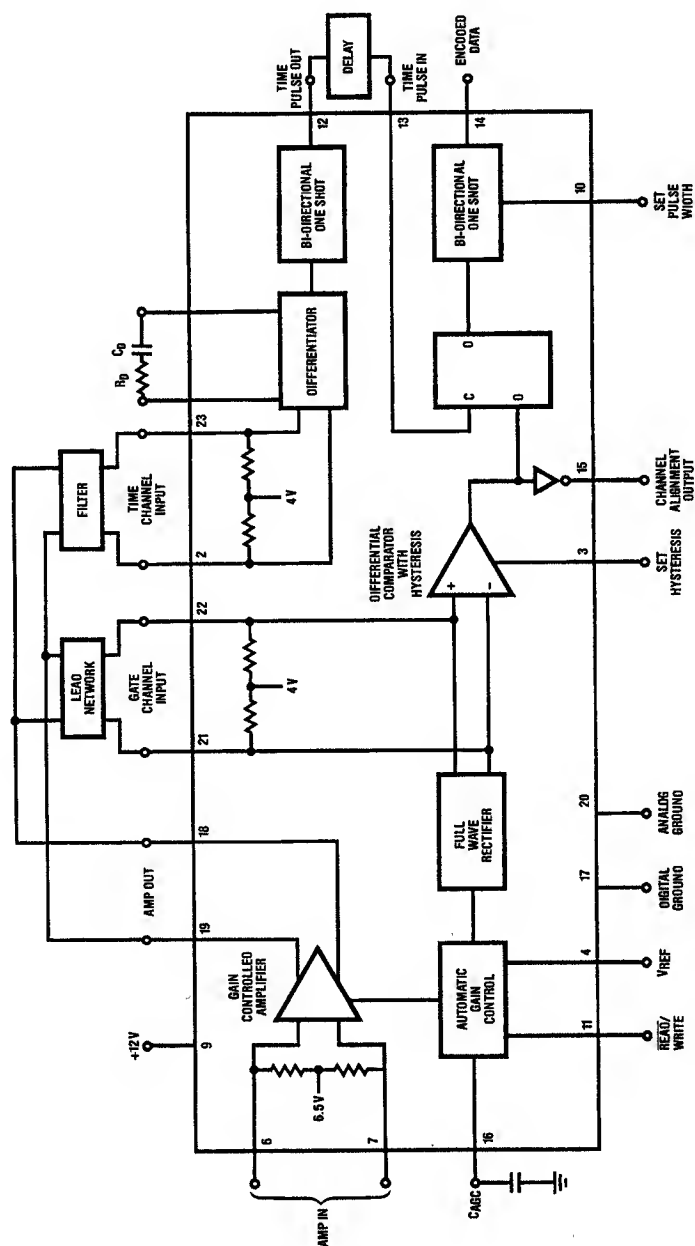 LEAD
NETWORK
FILTER
R_D
C_D
+12V
AMP OUT
GATE
CHANNEL
INPUT
TIME
CHANNEL
INPUT
9
19
18
21
22
2
23
4V
4V
GAIN
CONTROLLED
AMPLIFIER
6
7
AMP IN
6.5V
DIFFERENTIATOR
BI-DIRECTIONAL
ONE SHOT
12
TIME
PULSE OUT
DELAY
13
TIME
PULSE IN
DIFFERENTIAL
COMPARATOR
WITH
HYSTERESIS
+
−
C
D
Q
BI-DIRECTIONAL
ONE SHOT
14
ENCODED
DATA
AUTOMATIC
GAIN
CONTROL
FULL
WAVE
RECTIFIER
16
C_AGC
11
4
17
20
3
15
10
READ/
WRITE
V_REF
DIGITAL
GROUND
ANALOG
GROUND
SET
HYSTERESIS
CHANNEL
ALIGNMENT
OUTPUT
SET
PULSE
WIDTH